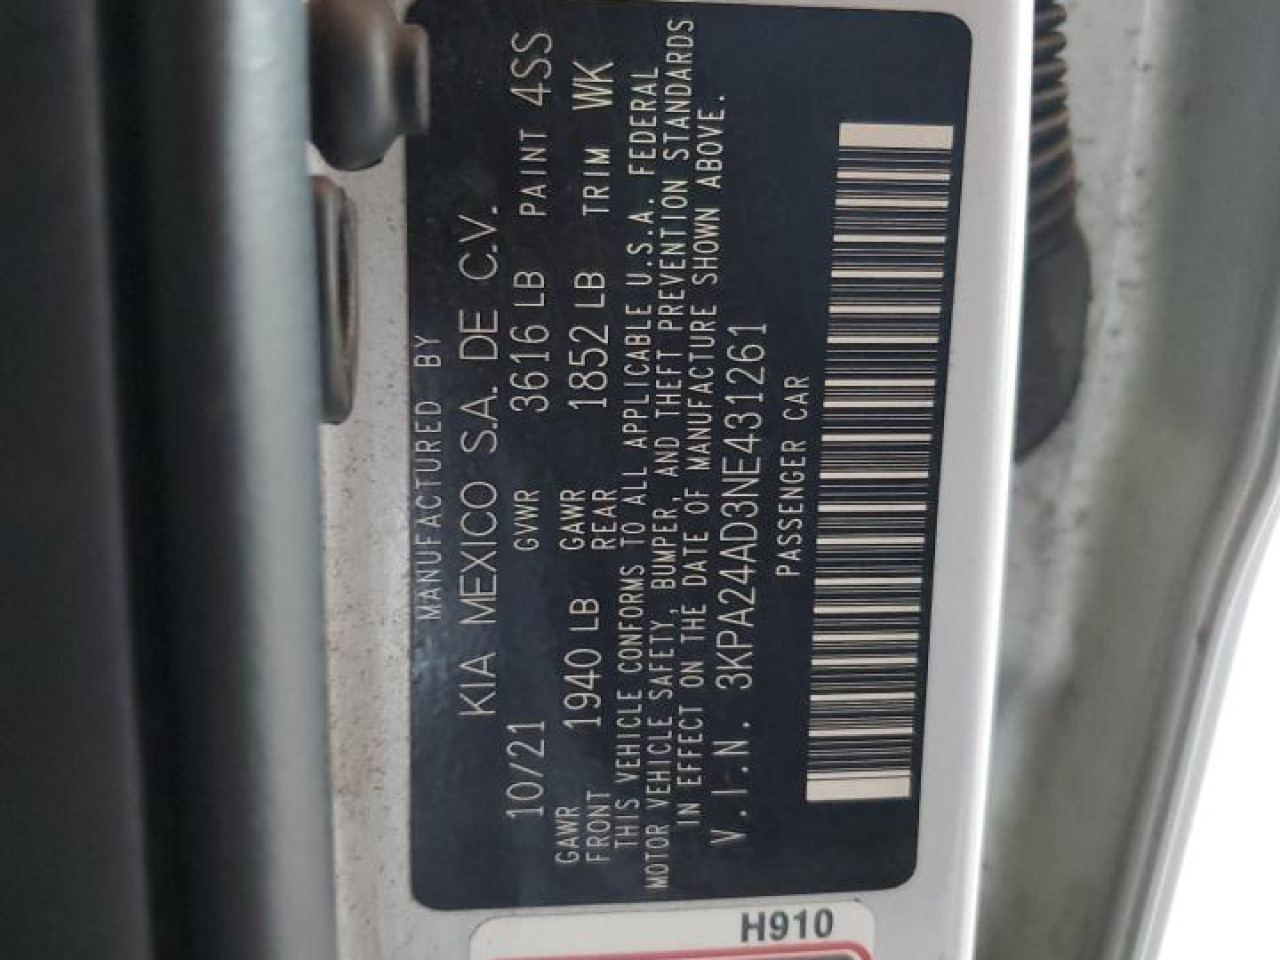 MANUFACTURED BY
KIA MEXICO S.A. DE C.V.
10/21 GVWR 3616 LB PAINT 4SS
GAWR FRONT 1940 LB GAWR REAR 1852 LB TRIM WK
THIS VEHICLE CONFORMS TO ALL APPLICABLE U.S.A. FEDERAL
MOTOR VEHICLE SAFETY, BUMPER, AND THEFT PREVENTION STANDARDS
IN EFFECT ON THE DATE OF MANUFACTURE SHOWN ABOVE.
V.I.N. 3KPA24AD3NE431261
PASSENGER CAR
H910